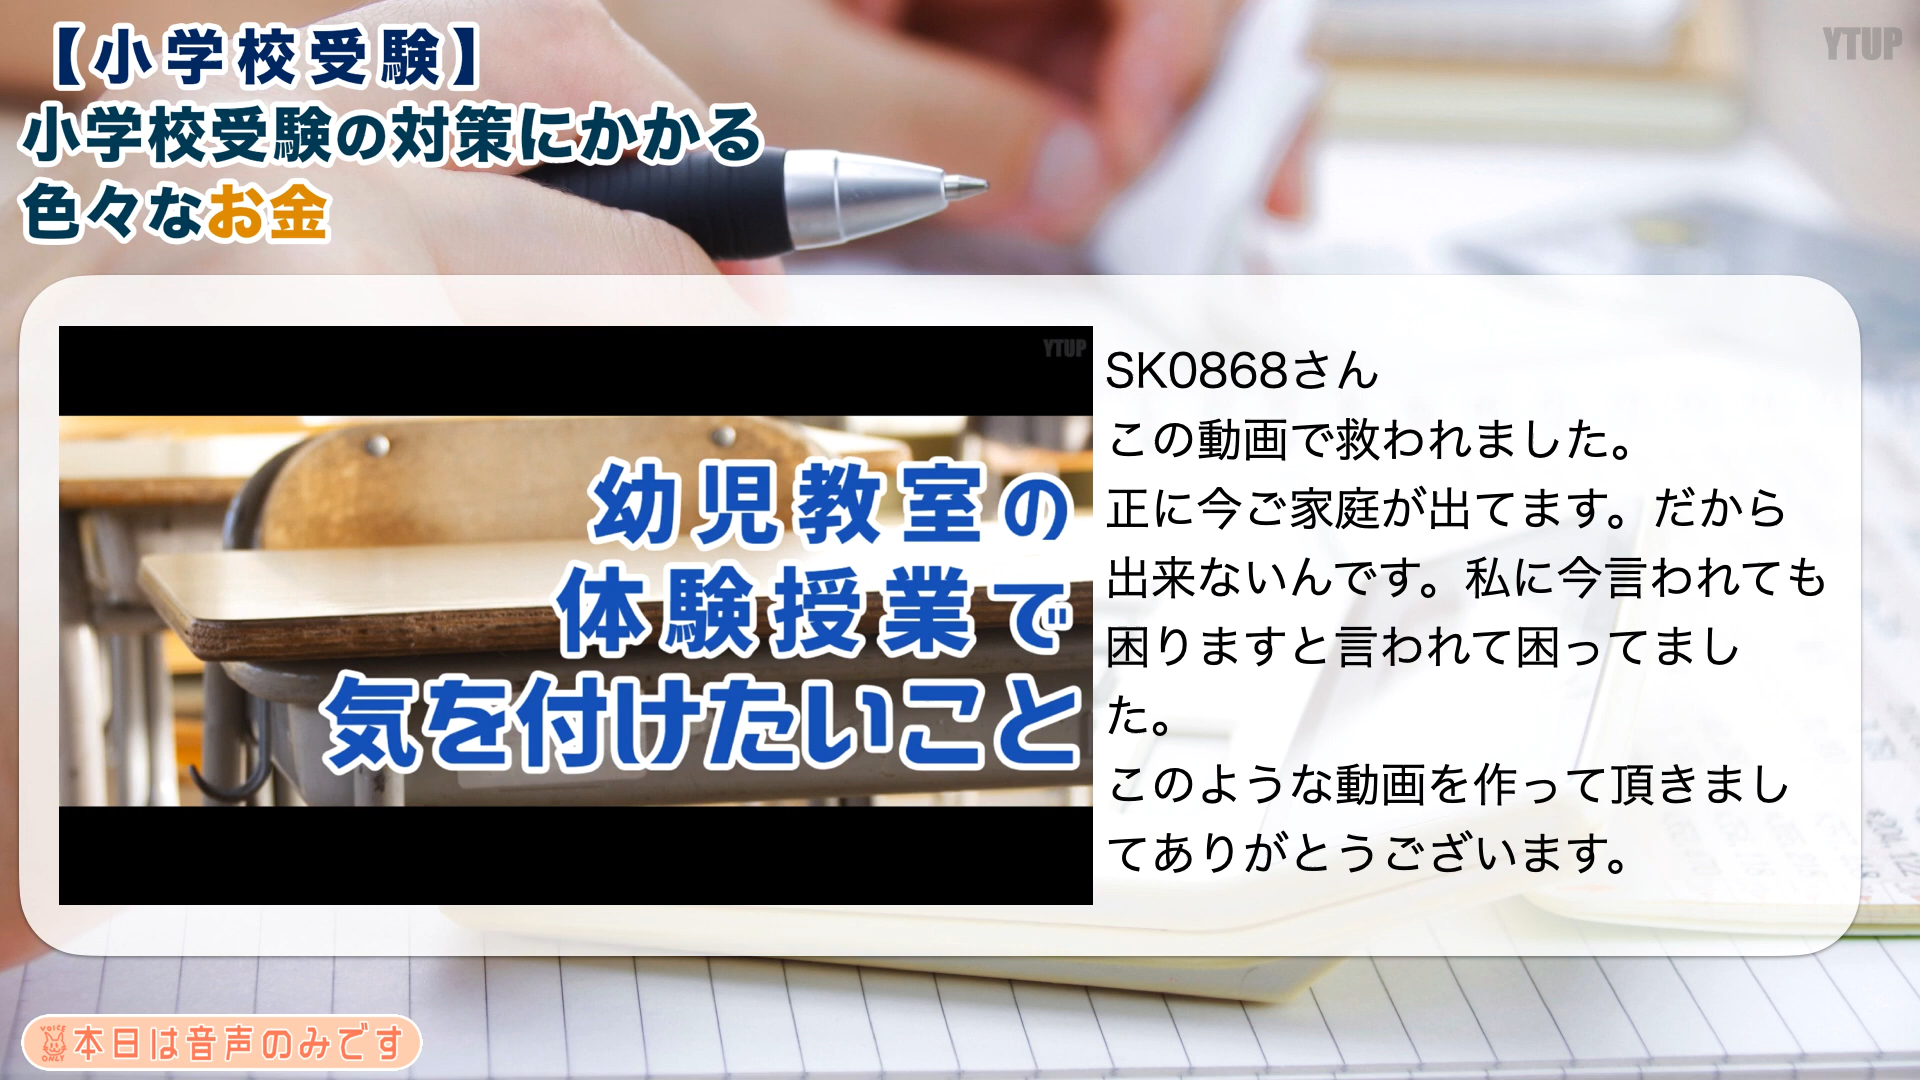 【小学校受験】
小学校受験の対策にかかる
色々なお金
YTUP
YTUP
幼児教室の
体験授業で
気を付けたいこと
SK0868さん
この動画で救われました。
正に今ご家庭が出てます。だから
出来ないんです。私に今言われても
困りますと言われて困ってまし
た。
このような動画を作って頂きまし
てありがとうございます。
VOICE
ONLY
本日は音声のみです